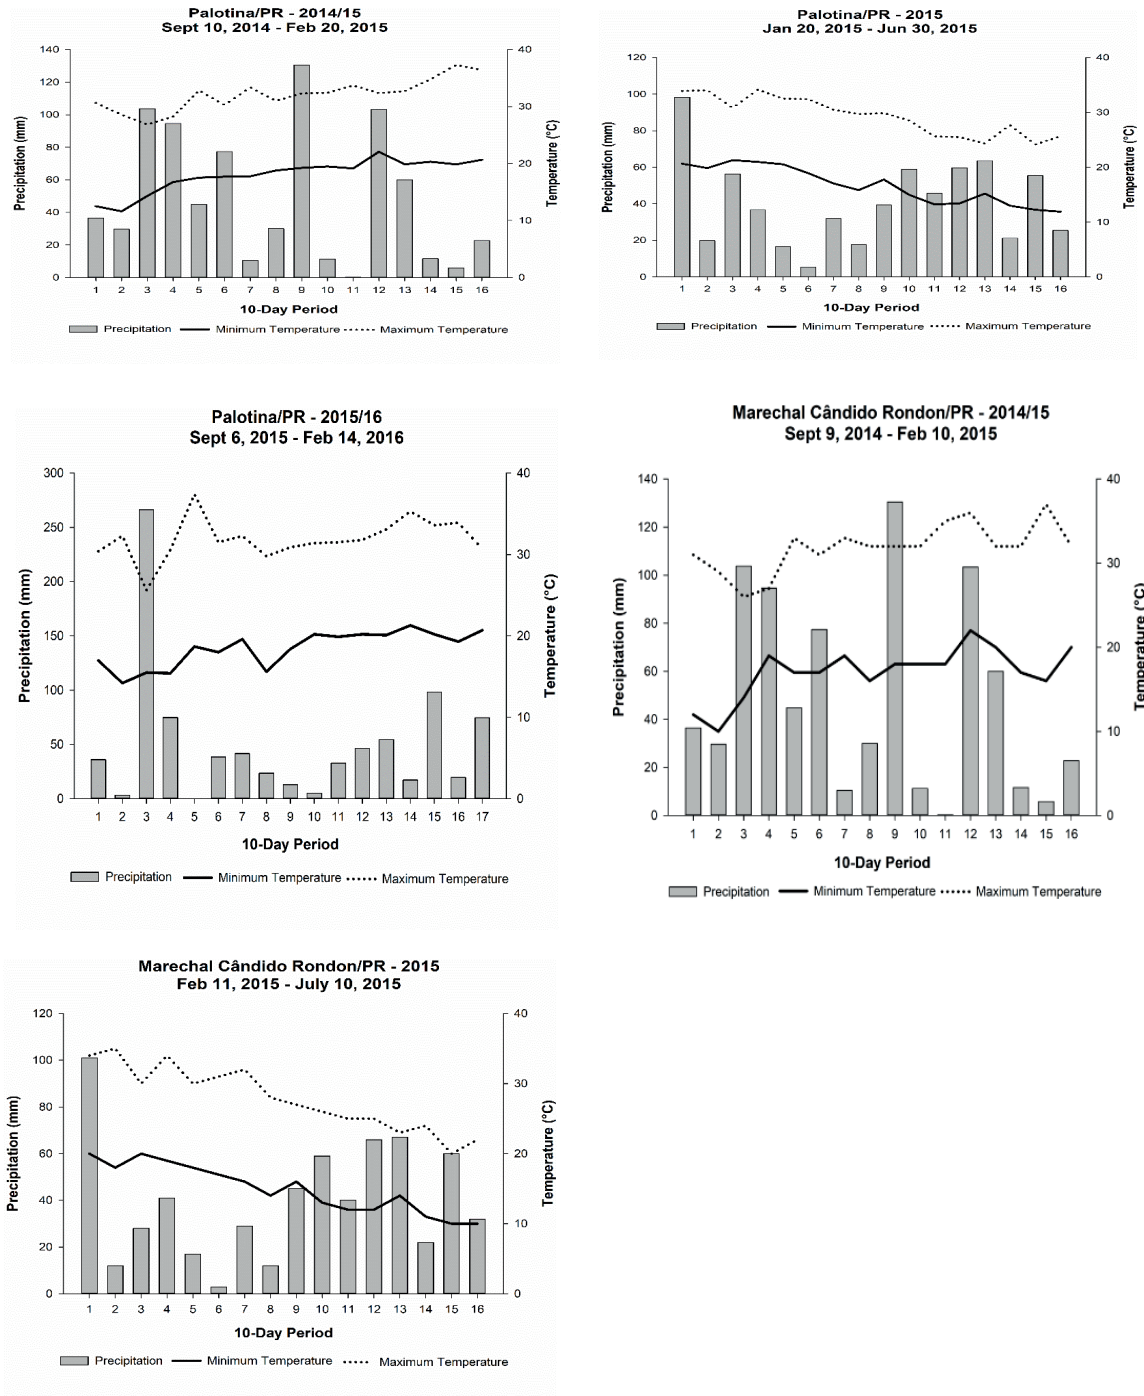 Palotina/PR - 2014/15
Sept 10, 2014 - Feb 20, 2015
140
120
100
80
60
40
20
0
Precipitation (mm)
40
30
20
10
0
Temperature (°C)
1 2 3 4 5 6 7 8 9 10 11 12 13 14 15 16
10-Day Period
Precipitation Minimum Temperature Maximum Temperature
Palotina/PR - 2015
Jan 20, 2015 - Jun 30, 2015
120
100
80
60
40
20
0
Precipitation (mm)
40
30
20
10
0
Temperature (°C)
1 2 3 4 5 6 7 8 9 10 11 12 13 14 15 16
10-Day Period
Precipitation Minimum Temperature Maximum Temperature
Palotina/PR - 2015/16
Sept 6, 2015 - Feb 14, 2016
300
250
200
150
100
50
0
Precipitation (mm)
40
30
20
10
0
Temperature (°C)
1 2 3 4 5 6 7 8 9 10 11 12 13 14 15 16 17
10-Day Period
Precipitation Minimum Temperature Maximum Temperature
Marechal Cândido Rondon/PR - 2014/15
Sept 9, 2014 - Feb 10, 2015
140
120
100
80
60
40
20
0
Precipitation (mm)
40
30
20
10
0
Temperature (°C)
1 2 3 4 5 6 7 8 9 10 11 12 13 14 15 16
10-Day Period
Precipitation Minimum Temperature Maximum Temperature
Marechal Cândido Rondon/PR - 2015
Feb 11, 2015 - July 10, 2015
120
100
80
60
40
20
0
Precipitation (mm)
40
30
20
10
0
Temperature (°C)
1 2 3 4 5 6 7 8 9 10 11 12 13 14 15 16
10-Day Period
Precipitation Minimum Temperature Maximum Temperature